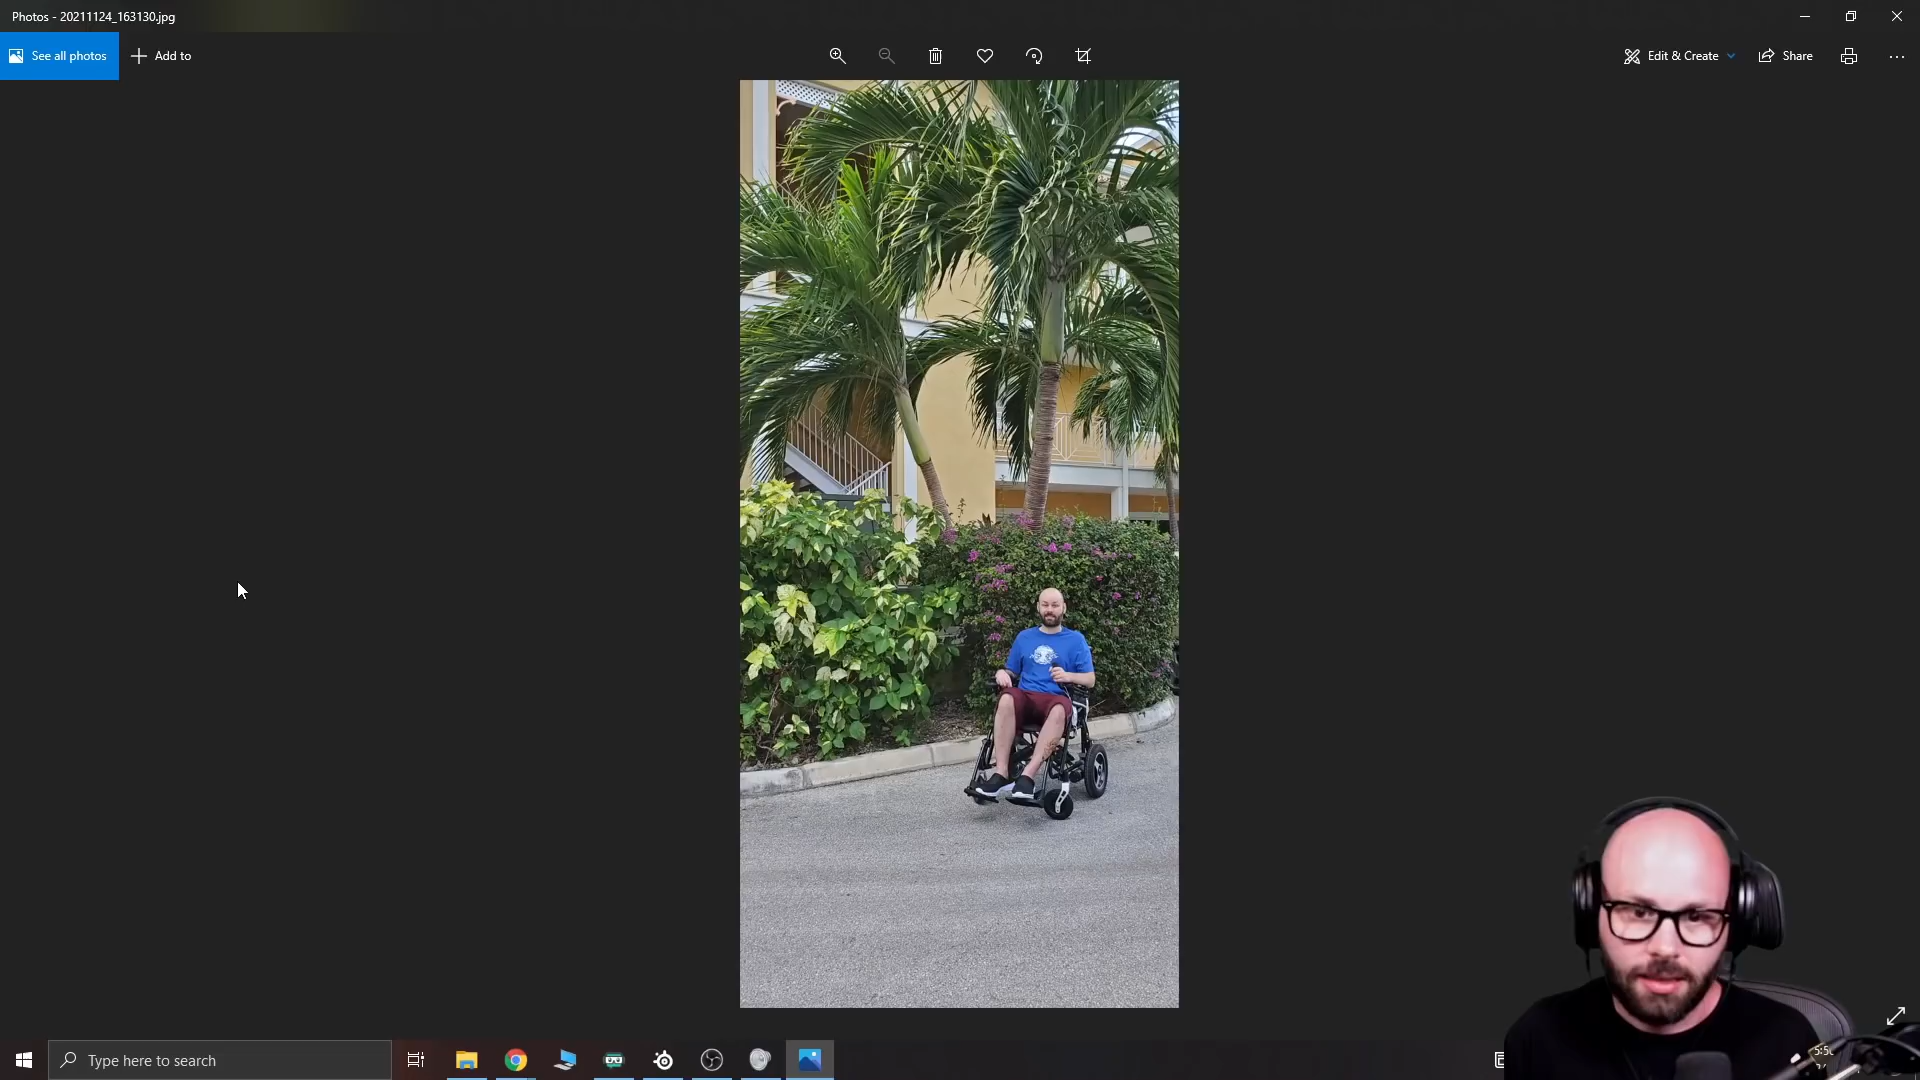 Photos - 20211124_163130.jpg
See all photos
Add to
Edit & Create
Share
Type here to search